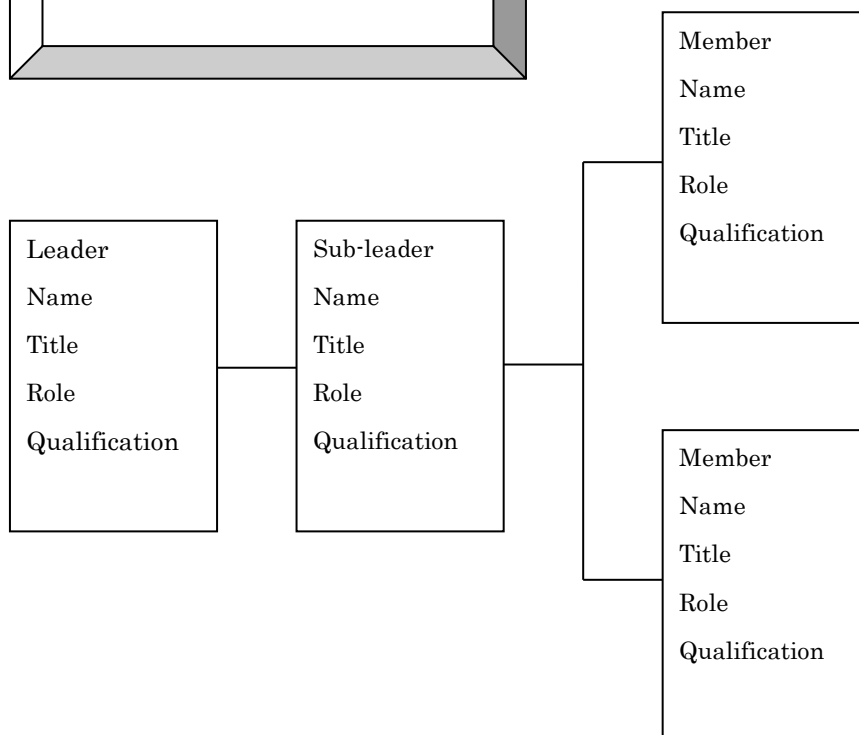 Leader
Name
Title
Role
Qualification
Sub-leader
Name
Title
Role
Qualification
Member
Name
Title
Role
Qualification
Member
Name
Title
Role
Qualification